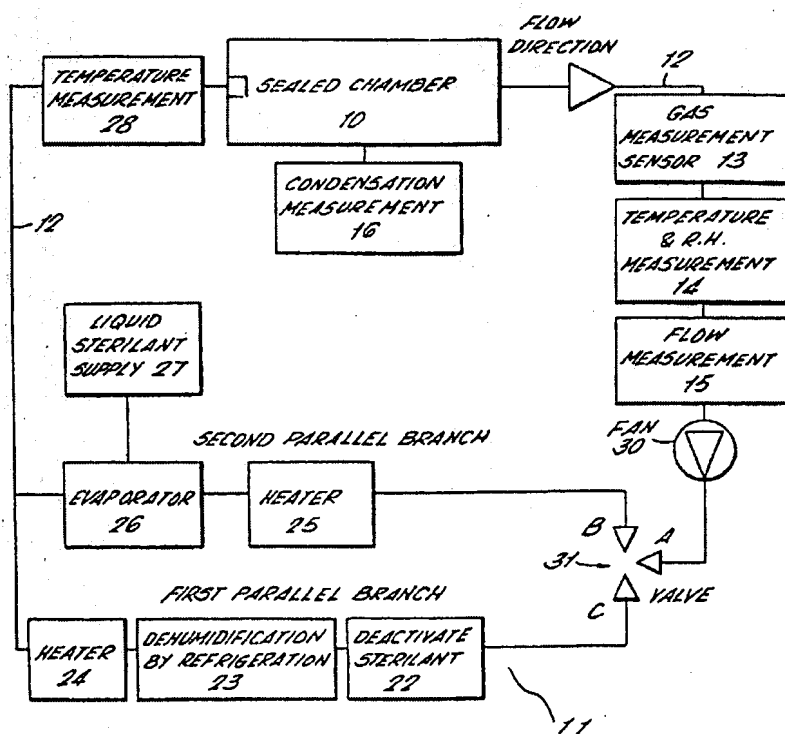 FLOW
DIRECTION
TEMPERATURE
MEASUREMENT
28
SEALED CHAMBER
10
12
GAS
MEASUREMENT
SENSOR 13
CONDENSATION
MEASUREMENT
16
TEMPERATURE
& R.H.
MEASUREMENT
14
12
LIQUID
STERILANT
SUPPLY 27
FLOW
MEASUREMENT
15
SECOND PARALLEL BRANCH
FAN
30
EVAPORATOR
26
HEATER
25
B
A
31
FIRST PARALLEL BRANCH
C
VALVE
HEATER
24
DEHUMIDIFICATION
BY REFRIGERATION
23
DEACTIVATE
STERILANT
22
11